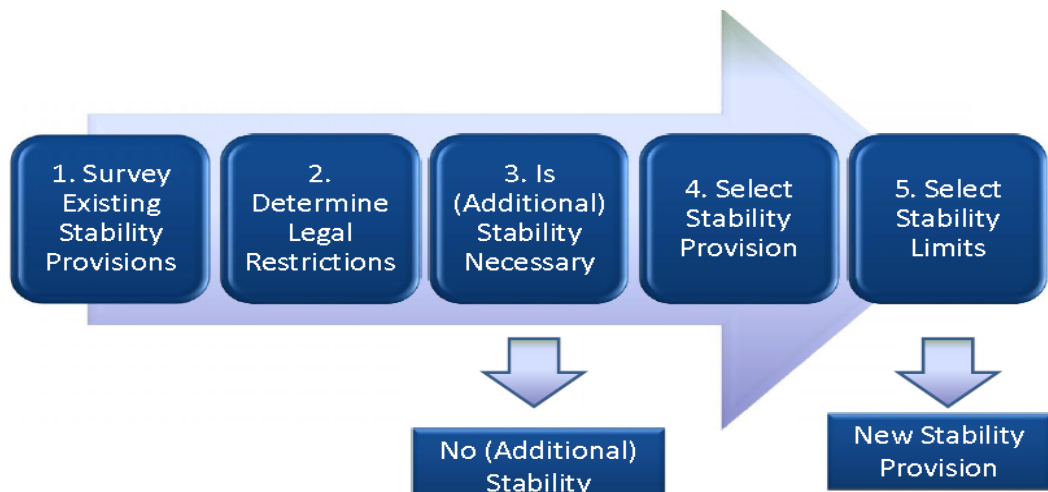 1. Survey
Existing
Stability
Provisions
2.
Determine
Legal
Restrictions
3. Is
(Additional)
Stability
Necessary
4. Select
Stability
Provision
5. Select
Stability
Limits
No (Additional)
Stability
New Stability
Provision